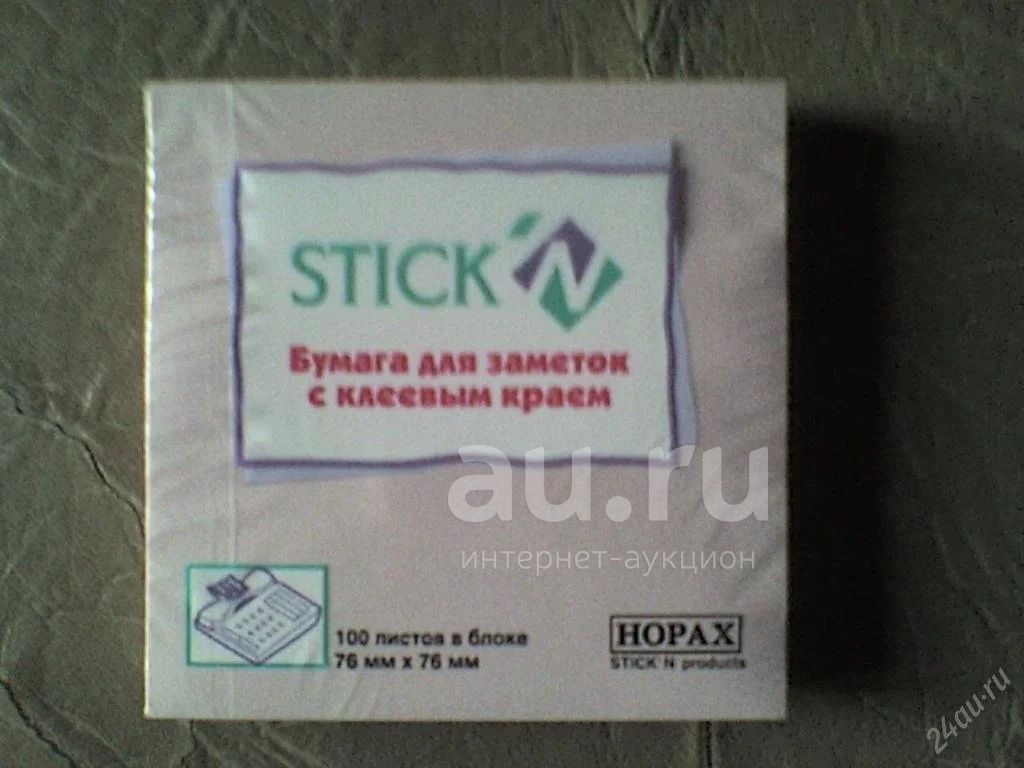 STICK'N
Бумага для заметок
с клеевым краем
au.ru
интернет-аукцион
100 листов в блоке
76 мм х 76 мм
HOPAX
STICK'N products
24au.ru